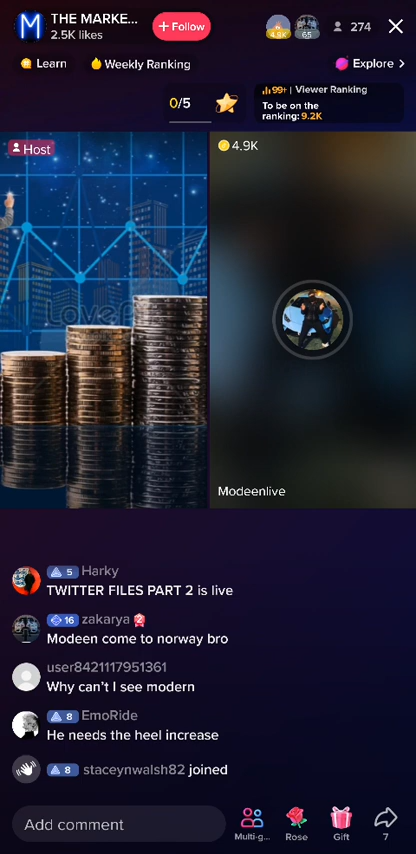 M THE MARKE...
2.5K likes
+ Follow
4.9K
65
274
Learn
Weekly Ranking
Explore
0/5
99+ | Viewer Ranking
To be on the
ranking: 9.2K
Host
4.9K
Modeenlive
5 Harky
TWITTER FILES PART 2 is live
16 zakarya 2
Modeen come to norway bro
user8421117951361
Why can't I see modern
8 EmoRide
He needs the heel increase
8 staceynwalsh82 joined
Add comment
Multi-g...
Rose
Gift
7